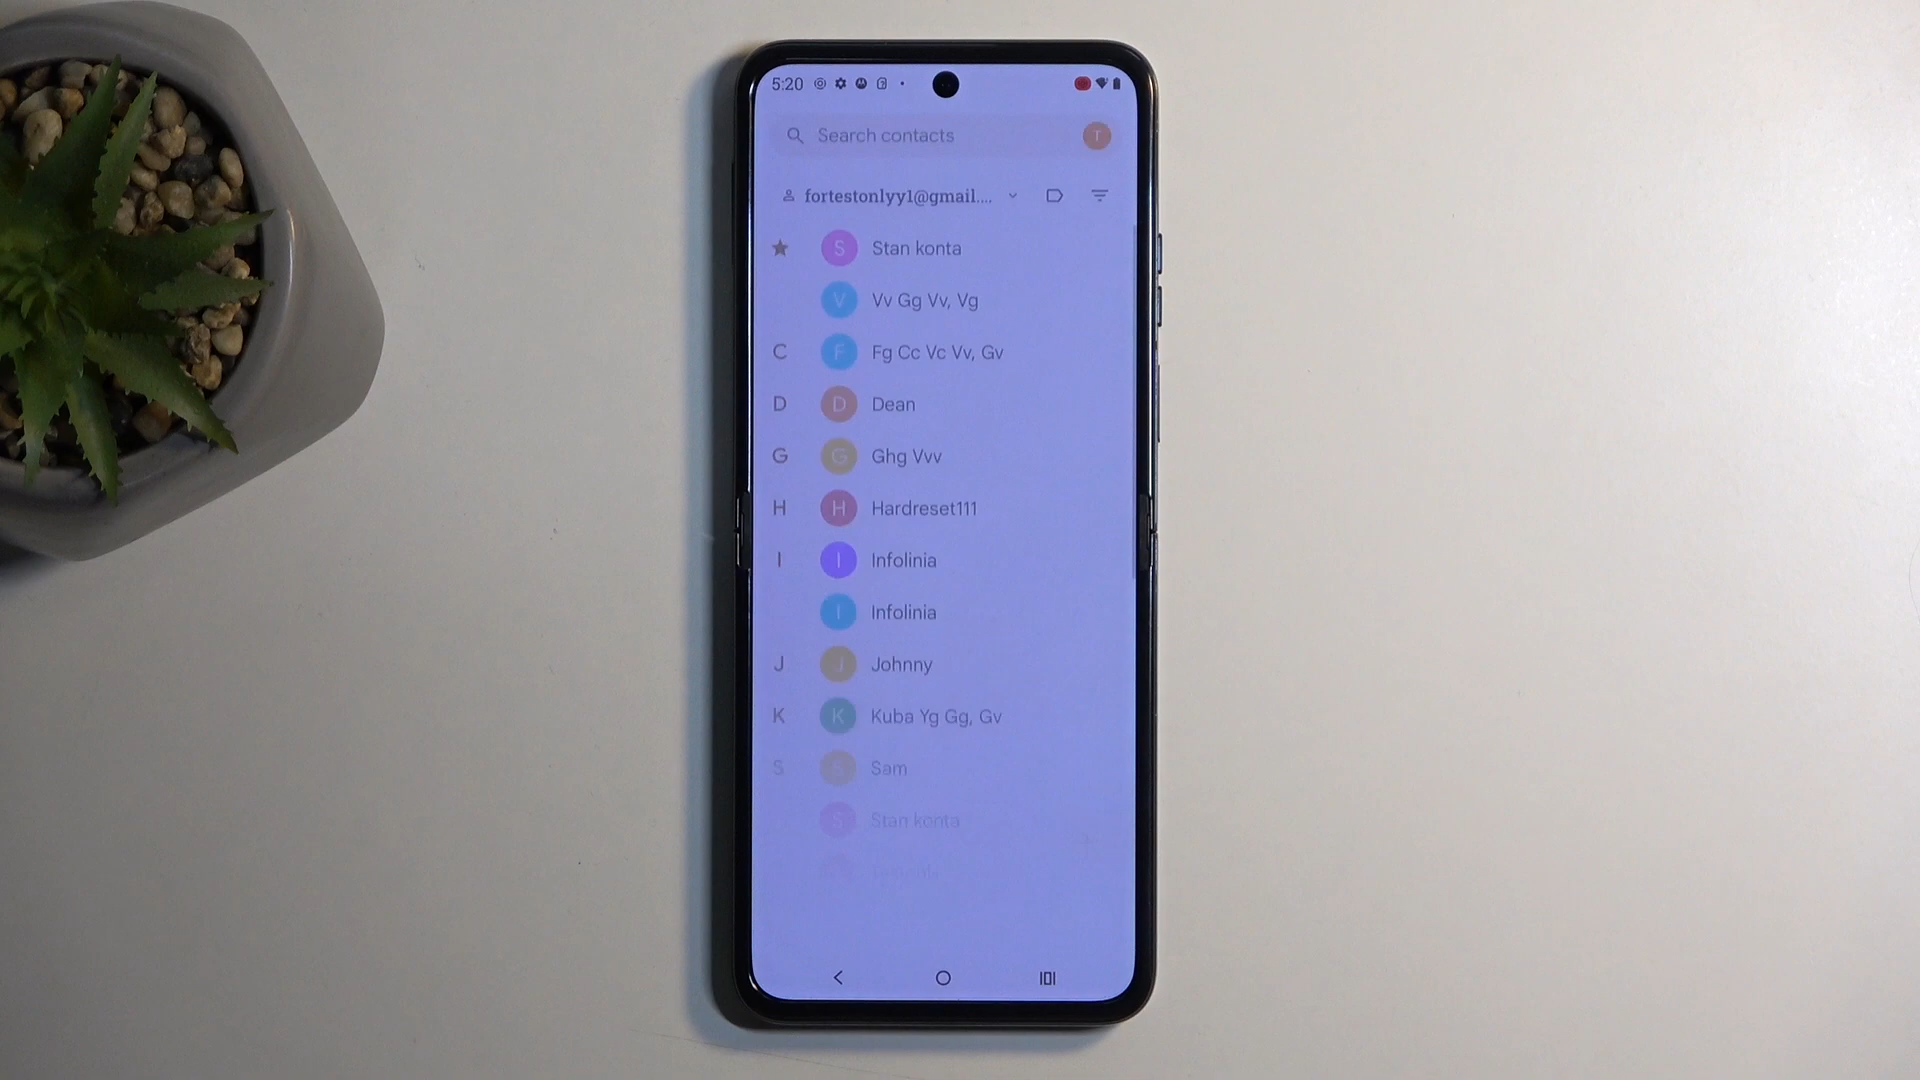 5:20
Search contacts T
fortestonlyy1@gmail....
S Stan konta
V Vv Gg Vv, Vg
C F Fg Cc Vc Vv, Gv
D D Dean
G G Ghg Vvv
H H Hardreset111
I I Infolinia
I Infolinia
J J Johnny
K K Kuba Yg Gg, Gv
S S Sam
S Stan konta